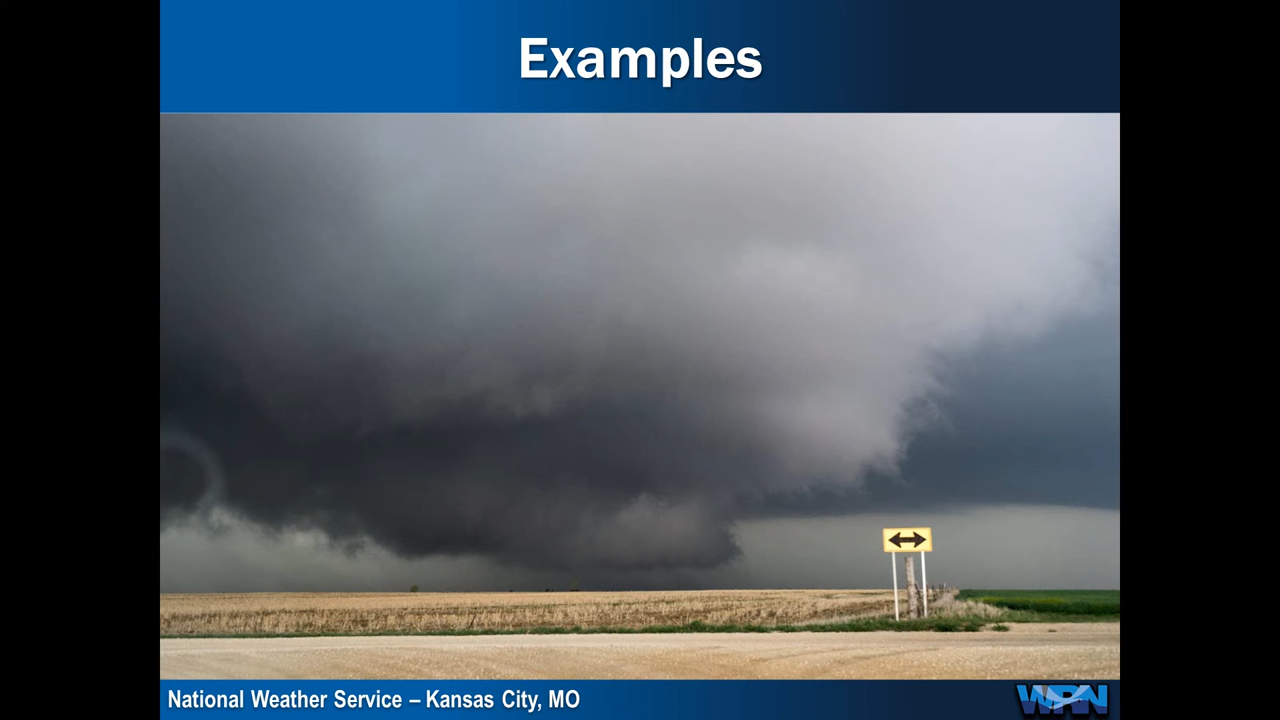 Examples
National Weather Service – Kansas City, MO
WRN